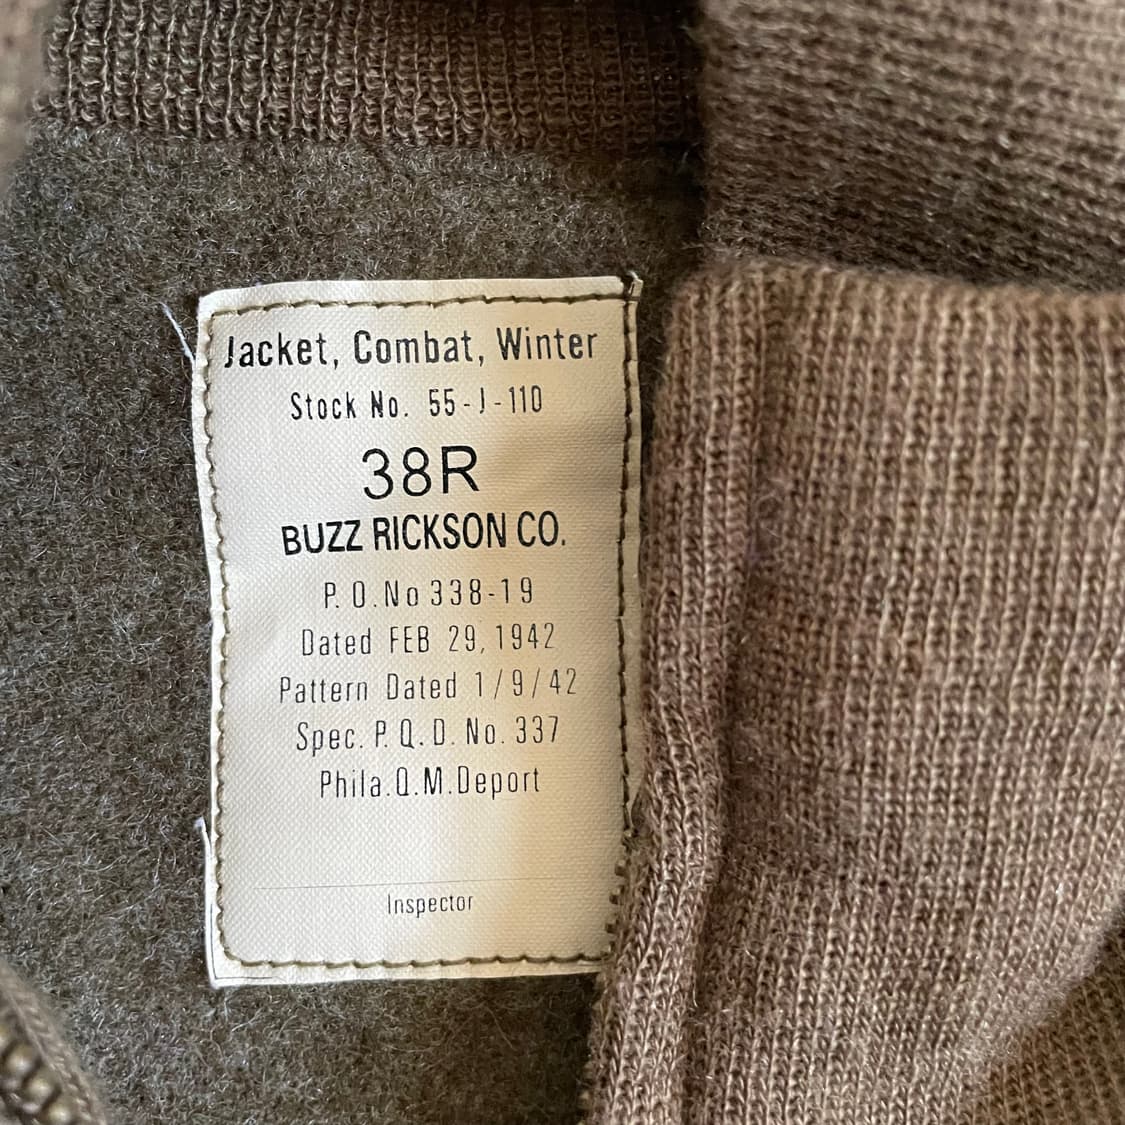 Jacket, Combat, Winter
Stock No. 55-J-110
38R
BUZZ RICKSON CO.
P.O.No 338-19
Dated FEB 29, 1942
Pattern Dated 1/9/42
Spec. P.Q.D. No. 337
Phila.Q.M.Deport
Inspector